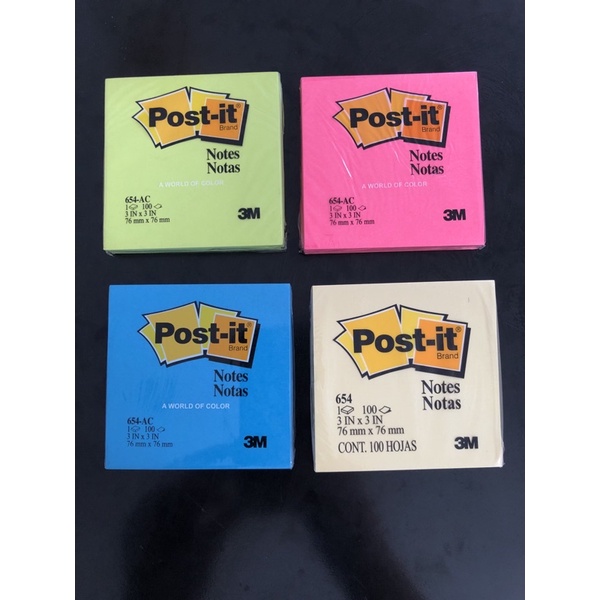 Post-it®
Brand
Notes
Notas
A WORLD OF COLOR
654-AC
1 100
3 IN x 3 IN
76 mm x 76 mm
3M
Post-it®
Brand
Notes
Notas
A WORLD OF COLOR
654-AC
1 100
3 IN x 3 IN
76 mm x 76 mm
3M
Post-it®
Brand
Notes
Notas
A WORLD OF COLOR
654-AC
1 100
3 IN x 3 IN
76 mm x 76 mm
3M
Post-it®
Brand
Notes
Notas
654
1 100
3 IN x 3 IN
76 mm x 76 mm
CONT. 100 HOJAS
3M